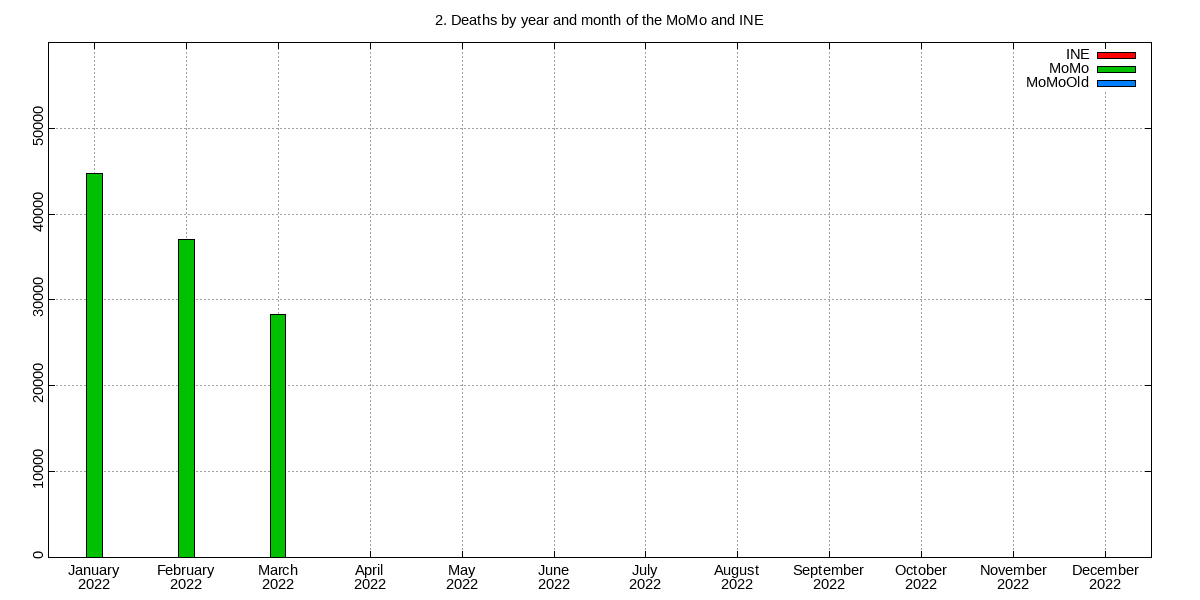 2. Deaths by year and month of the MoMo and INE
INE
MoMo
MoMoOld
50000
40000
30000
20000
10000
0
January February March April May June July August September October November December
2022 2022 2022 2022 2022 2022 2022 2022 2022 2022 2022 2022